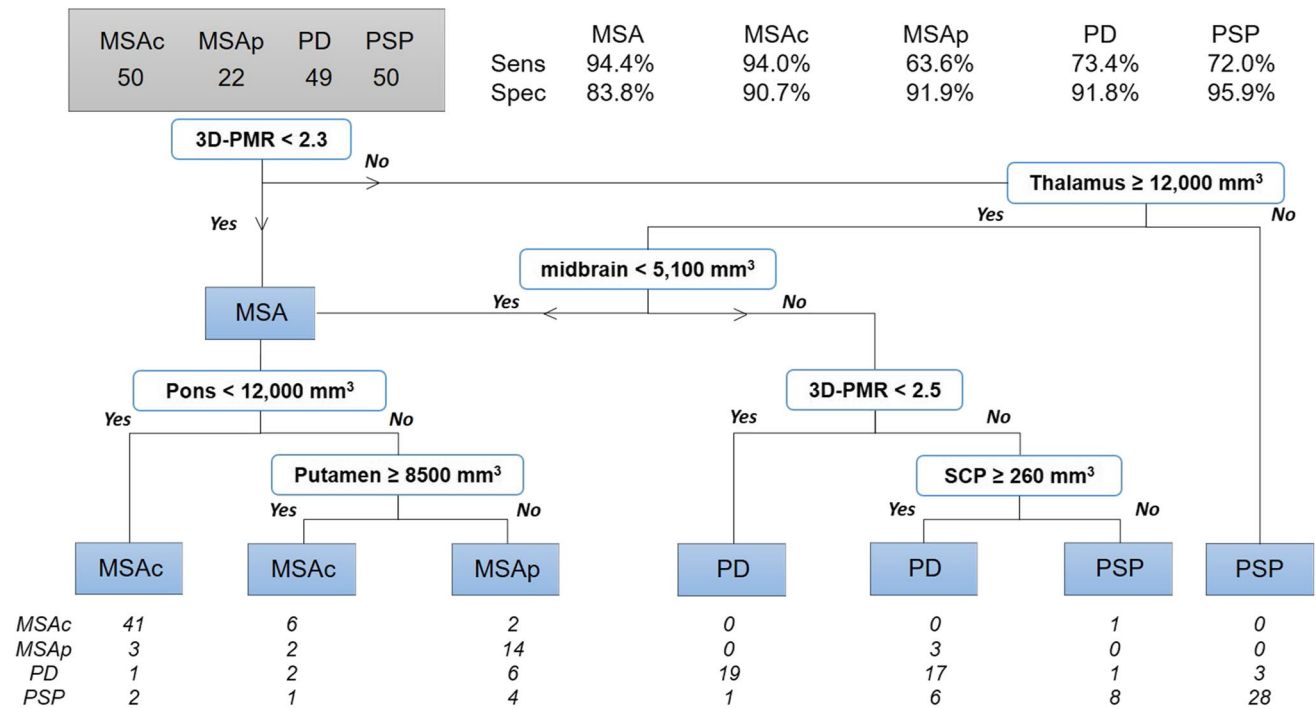 MSAc MSAp PD PSP
50 22 49 50
MSA MSAc MSAp PD PSP
Sens 94.4% 94.0% 63.6% 73.4% 72.0%
Spec 83.8% 90.7% 91.9% 91.8% 95.9%
3D-PMR < 2.3
No
Thalamus ≥ 12,000 mm³
Yes
Yes No
midbrain < 5,100 mm³
Yes No
MSA
Pons < 12,000 mm³
3D-PMR < 2.5
Yes No
Yes No
Putamen ≥ 8500 mm³
SCP ≥ 260 mm³
Yes No
Yes No
MSAc MSAc MSAp PD PD PSP PSP
MSAc 41 6 2 0 0 1 0
MSAp 3 2 14 0 3 0 0
PD 1 2 6 19 17 1 3
PSP 2 1 4 1 6 8 28